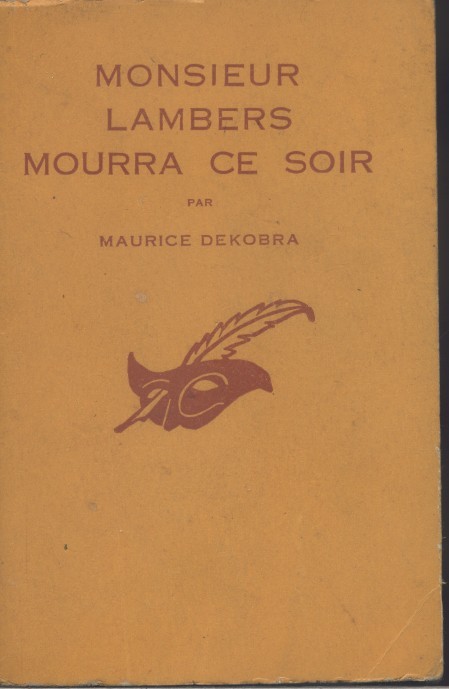 MONSIEUR
LAMBERS
MOURRA CE SOIR
PAR
MAURICE DEKOBRA